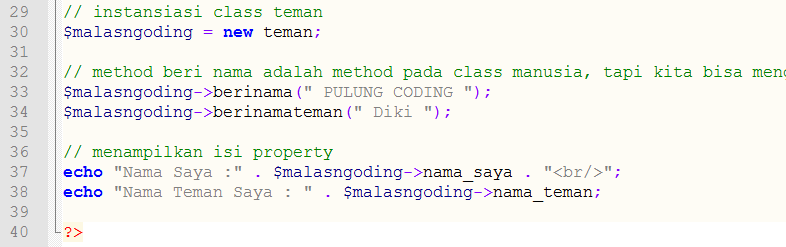 29 // instansiasi class teman
30 $malasngoding = new teman;
31
32 // method beri nama adalah method pada class manusia, tapi kita bisa
33 $malasngoding->berinama(" PULUNG CODING ");
34 $malasngoding->berinamateman(" Diki ");
35
36 // menampilkan isi property
37 echo "Nama Saya :" . $malasngoding->nama_saya . "<br/>";
38 echo "Nama Teman Saya : " . $malasngoding->nama_teman;
39
40 ?>